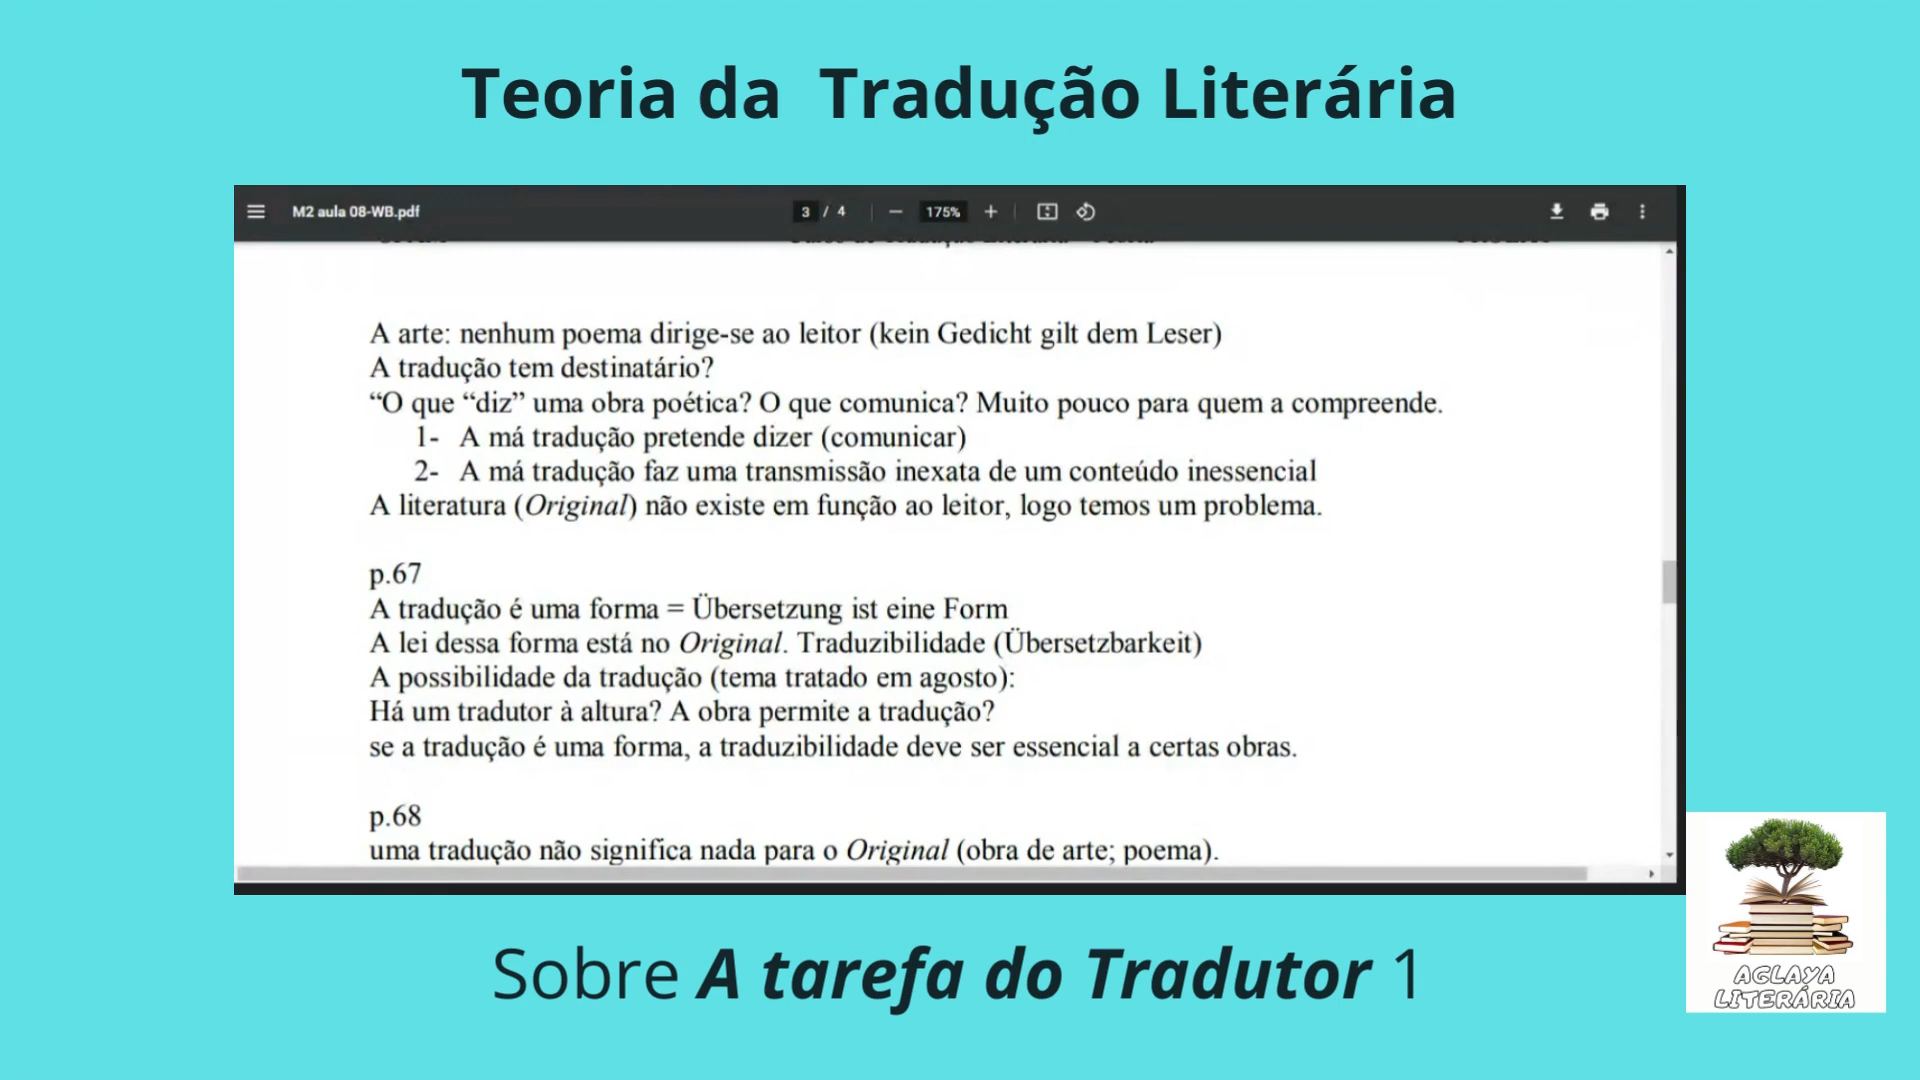 Teoria da Tradução Literária
M2 aula 08-WB.pdf
3 / 4
175%
A arte: nenhum poema dirige-se ao leitor (kein Gedicht gilt dem Leser)
A tradução tem destinatário?
“O que “diz” uma obra poética? O que comunica? Muito pouco para quem a compreende.
1- A má tradução pretende dizer (comunicar)
2- A má tradução faz uma transmissão inexata de um conteúdo inessencial
A literatura (Original) não existe em função ao leitor, logo temos um problema.
p.67
A tradução é uma forma = Übersetzung ist eine Form
A lei dessa forma está no Original. Traduzibilidade (Übersetzbarkeit)
A possibilidade da tradução (tema tratado em agosto):
Há um tradutor à altura? A obra permite a tradução?
se a tradução é uma forma, a traduzibilidade deve ser essencial a certas obras.
p.68
uma tradução não significa nada para o Original (obra de arte; poema).
AGLAYA
LITERÁRIA
Sobre A tarefa do Tradutor 1